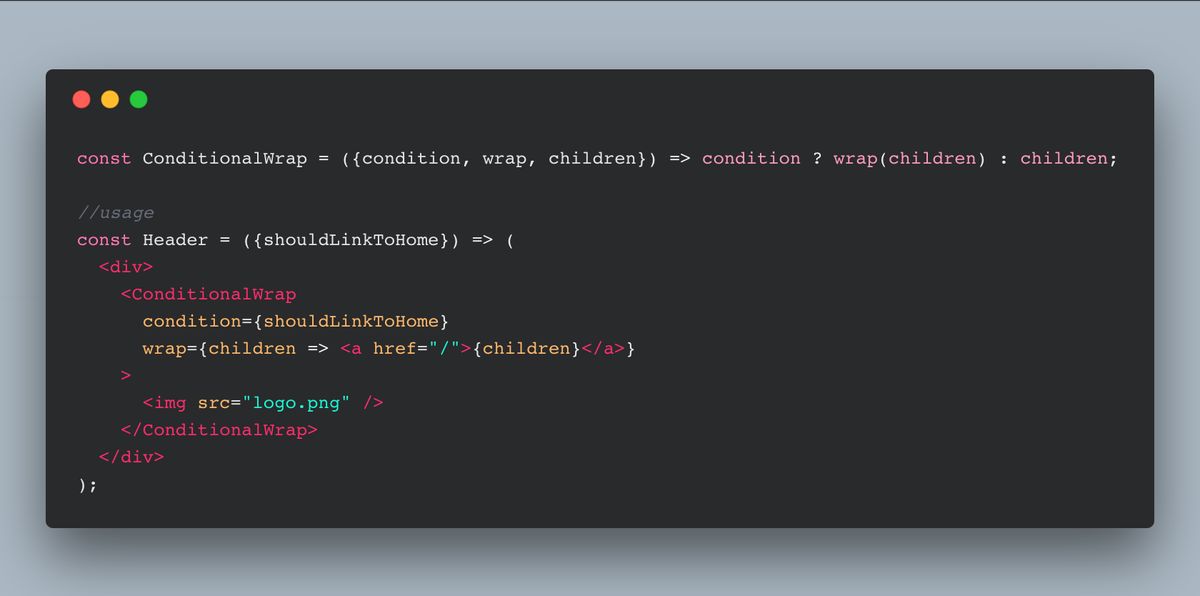 const ConditionalWrap = ({condition, wrap, children}) => condition ? wrap(children) : children;
//usage
const Header = ({shouldLinkToHome}) => (
<div>
<ConditionalWrap
condition={shouldLinkToHome}
wrap={children => <a href="/">{children}</a>}
>
<img src="logo.png" />
</ConditionalWrap>
</div>
);